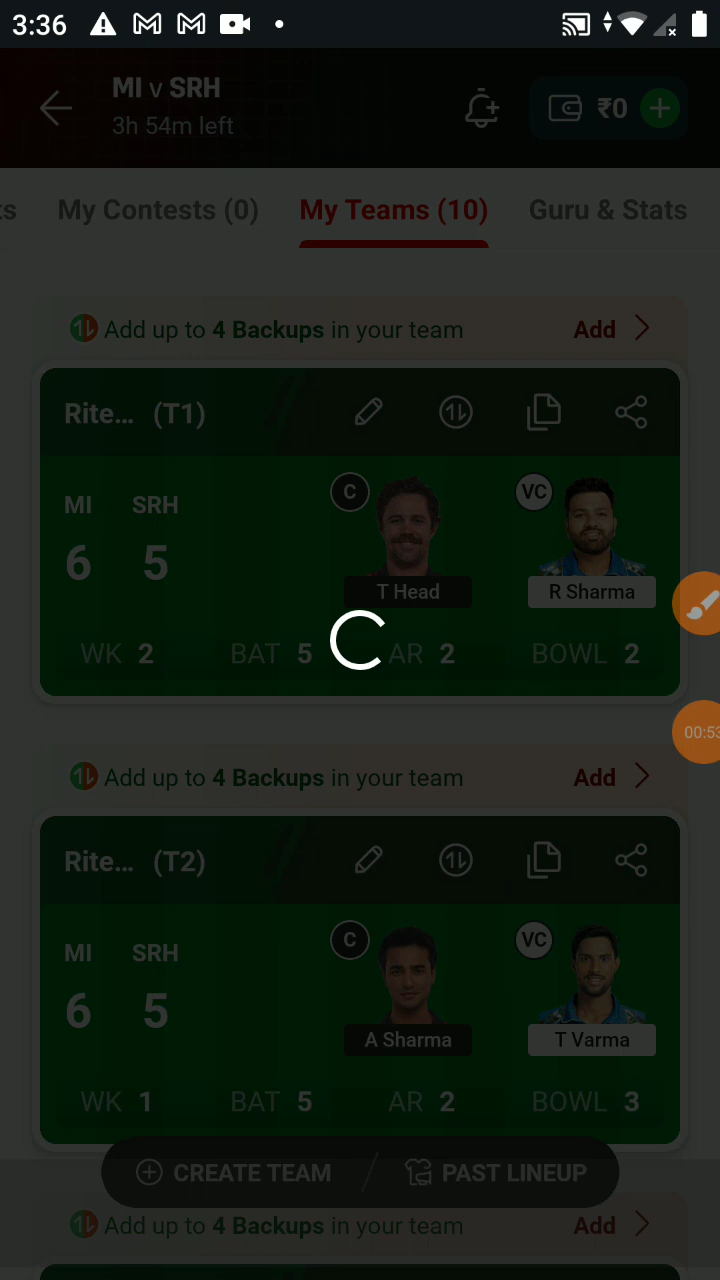 3:36
MI v SRH
3h 54m left
₹0
ts
My Contests (0)
My Teams (10)
Guru & Stats
Add up to 4 Backups in your team
Add
Rite... (T1)
MI
SRH
6
5
C
VC
T Head
R Sharma
WK 2
BAT 5
AR 2
BOWL 2
00:53
Add up to 4 Backups in your team
Add
Rite... (T2)
MI
SRH
6
5
C
VC
A Sharma
T Varma
WK 1
BAT 5
AR 2
BOWL 3
CREATE TEAM
PAST LINEUP
Add up to 4 Backups in your team
Add